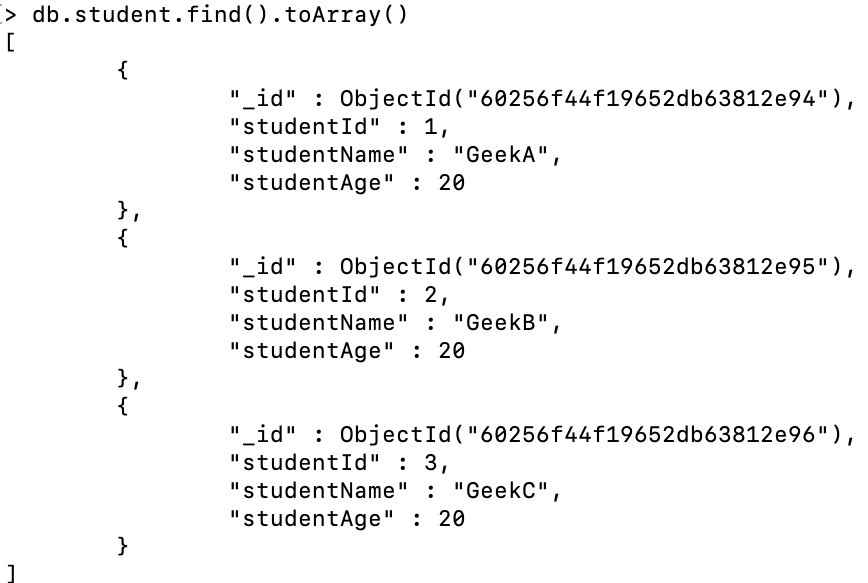 > db.student.find().toArray()
[
        {
                "_id" : ObjectId("60256f44f19652db63812e94"),
                "studentId" : 1,
                "studentName" : "GeekA",
                "studentAge" : 20
        },
        {
                "_id" : ObjectId("60256f44f19652db63812e95"),
                "studentId" : 2,
                "studentName" : "GeekB",
                "studentAge" : 20
        },
        {
                "_id" : ObjectId("60256f44f19652db63812e96"),
                "studentId" : 3,
                "studentName" : "GeekC",
                "studentAge" : 20
        }
]